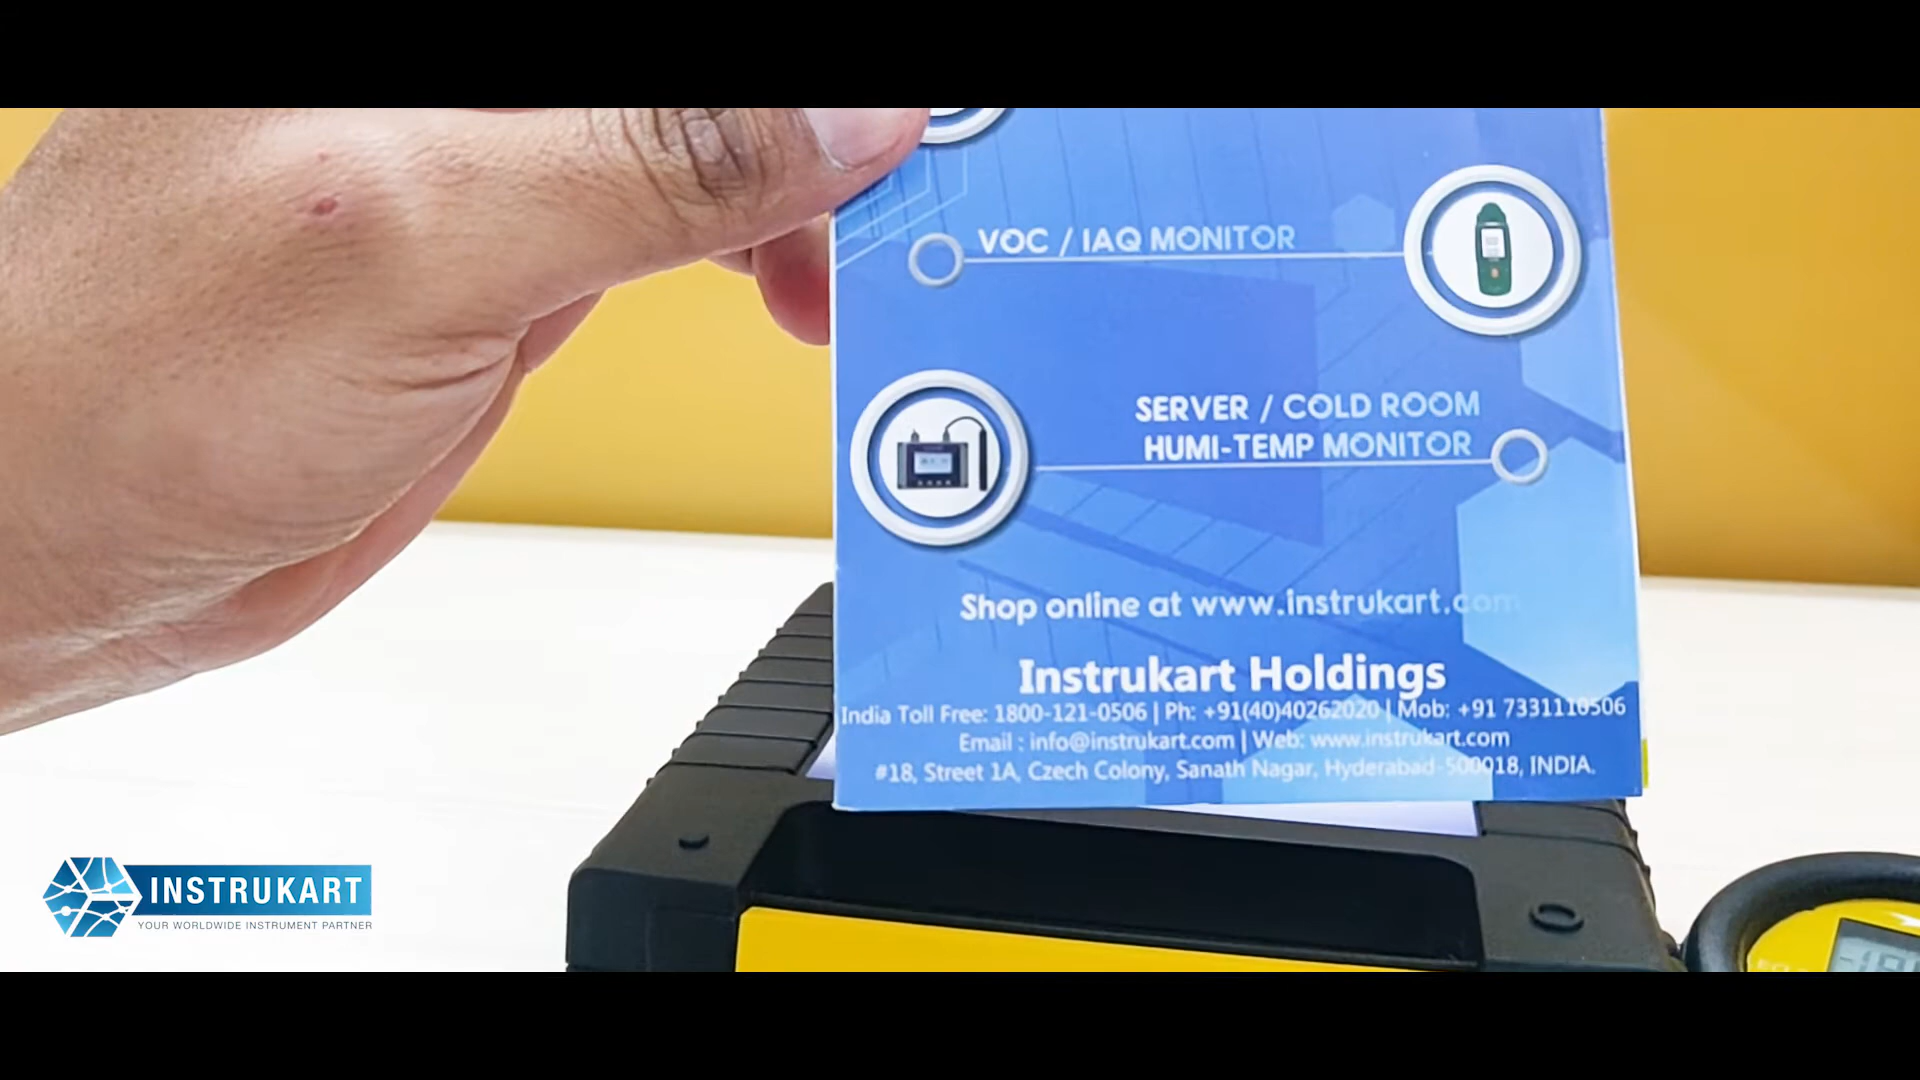 VOC / IAQ MONITOR
SERVER / COLD ROOM
HUMI-TEMP MONITOR
Shop online at www.instrukart.com
Instrukart Holdings
India Toll Free: 1800-121-0506 | Ph: +91(40)40262020 | Mob: +91 7331110506
Email : info@instrukart.com | Web: www.instrukart.com
#18, Street 1A, Czech Colony, Sanath Nagar, Hyderabad-500018, INDIA.
INSTRUKART
YOUR WORLDWIDE INSTRUMENT PARTNER